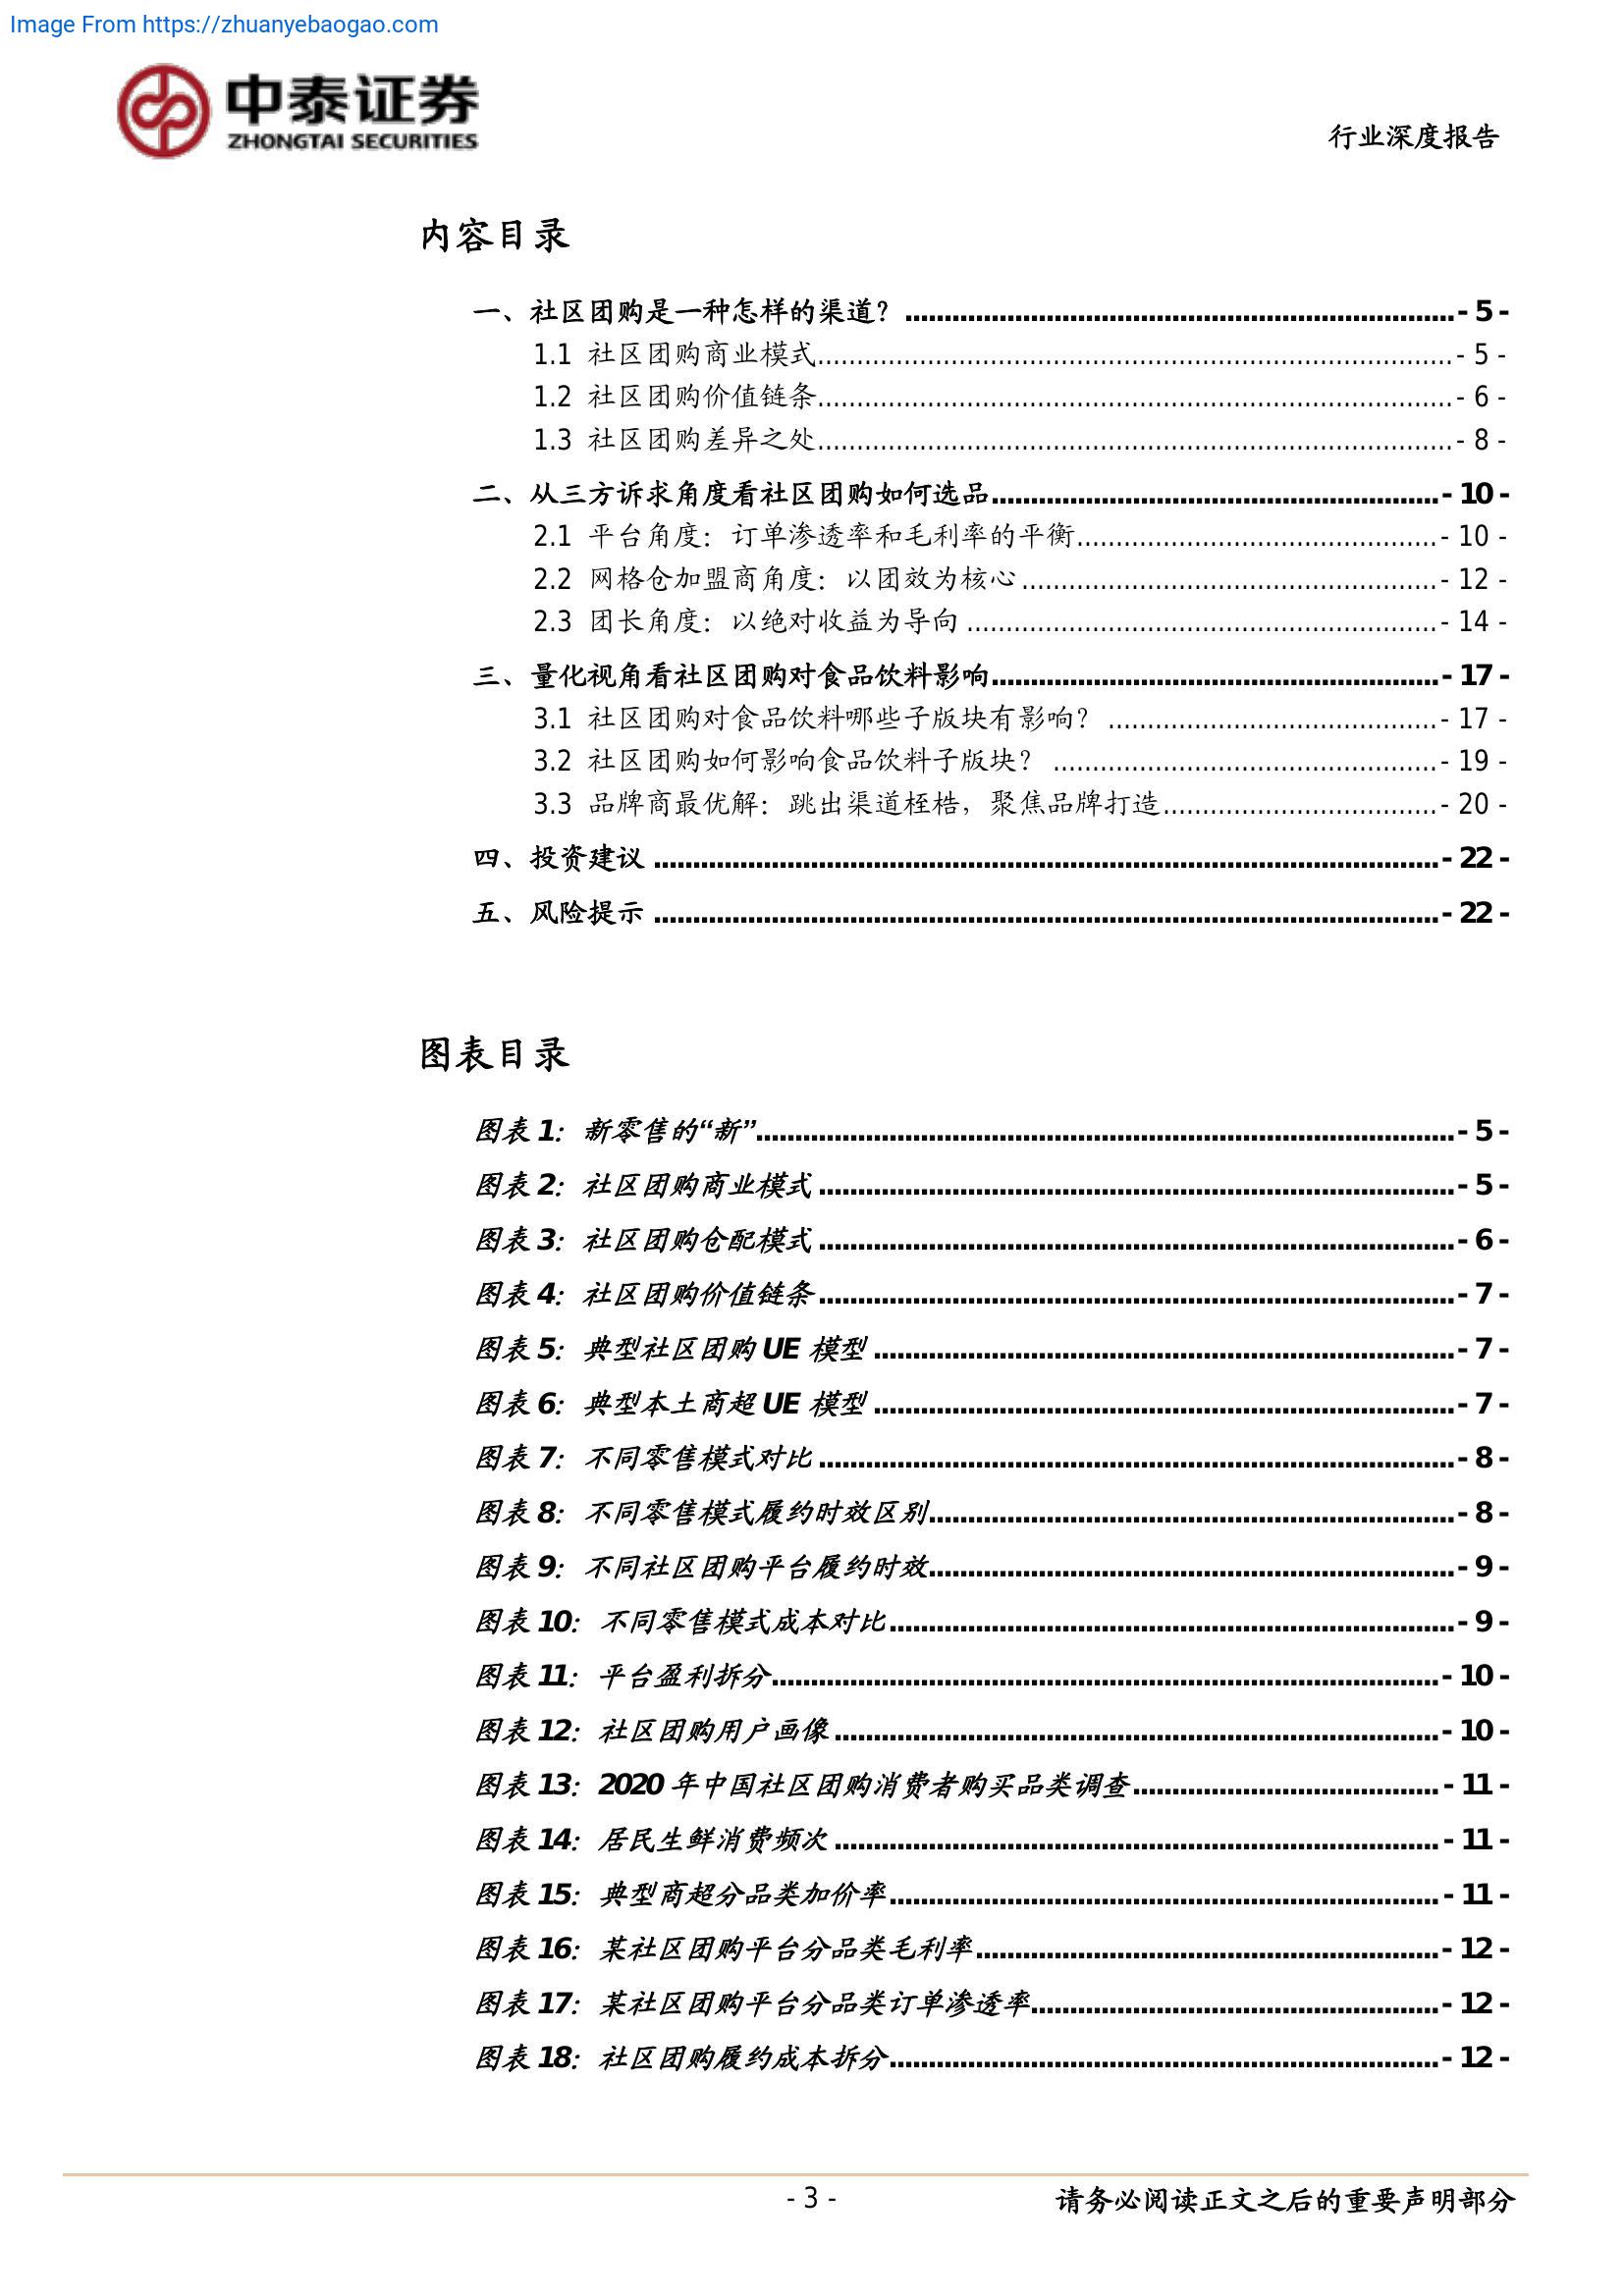 Image From https://zhuanyebaogao.com
中泰证券
ZHONGTAI SECURITIES
行业深度报告
内容目录
一、社区团购是一种怎样的渠道？ - 5 -
1.1 社区团购商业模式 - 5 -
1.2 社区团购价值链条 - 6 -
1.3 社区团购差异之处 - 8 -
二、从三方诉求角度看社区团购如何选品 - 10 -
2.1 平台角度：订单渗透率和毛利率的平衡 - 10 -
2.2 网格仓加盟商角度：以团效为核心 - 12 -
2.3 团长角度：以绝对收益为导向 - 14 -
三、量化视角看社区团购对食品饮料影响 - 17 -
3.1 社区团购对食品饮料哪些子版块有影响？ - 17 -
3.2 社区团购如何影响食品饮料子版块？ - 19 -
3.3 品牌商最优解：跳出渠道桎梏，聚焦品牌打造 - 20 -
四、投资建议 - 22 -
五、风险提示 - 22 -
图表目录
图表 1：新零售的“新” - 5 -
图表 2：社区团购商业模式 - 5 -
图表 3：社区团购仓配模式 - 6 -
图表 4：社区团购价值链条 - 7 -
图表 5：典型社区团购 UE 模型 - 7 -
图表 6：典型本土商超 UE 模型 - 7 -
图表 7：不同零售模式对比 - 8 -
图表 8：不同零售模式履约时效区别 - 8 -
图表 9：不同社区团购平台履约时效 - 9 -
图表 10：不同零售模式成本对比 - 9 -
图表 11：平台盈利拆分 - 10 -
图表 12：社区团购用户画像 - 10 -
图表 13：2020 年中国社区团购消费者购买品类调查 - 11 -
图表 14：居民生鲜消费频次 - 11 -
图表 15：典型商超分品类加价率 - 11 -
图表 16：某社区团购平台分品类毛利率 - 12 -
图表 17：某社区团购平台分品类订单渗透率 - 12 -
图表 18：社区团购履约成本拆分 - 12 -
- 3 -
请务必阅读正文之后的重要声明部分